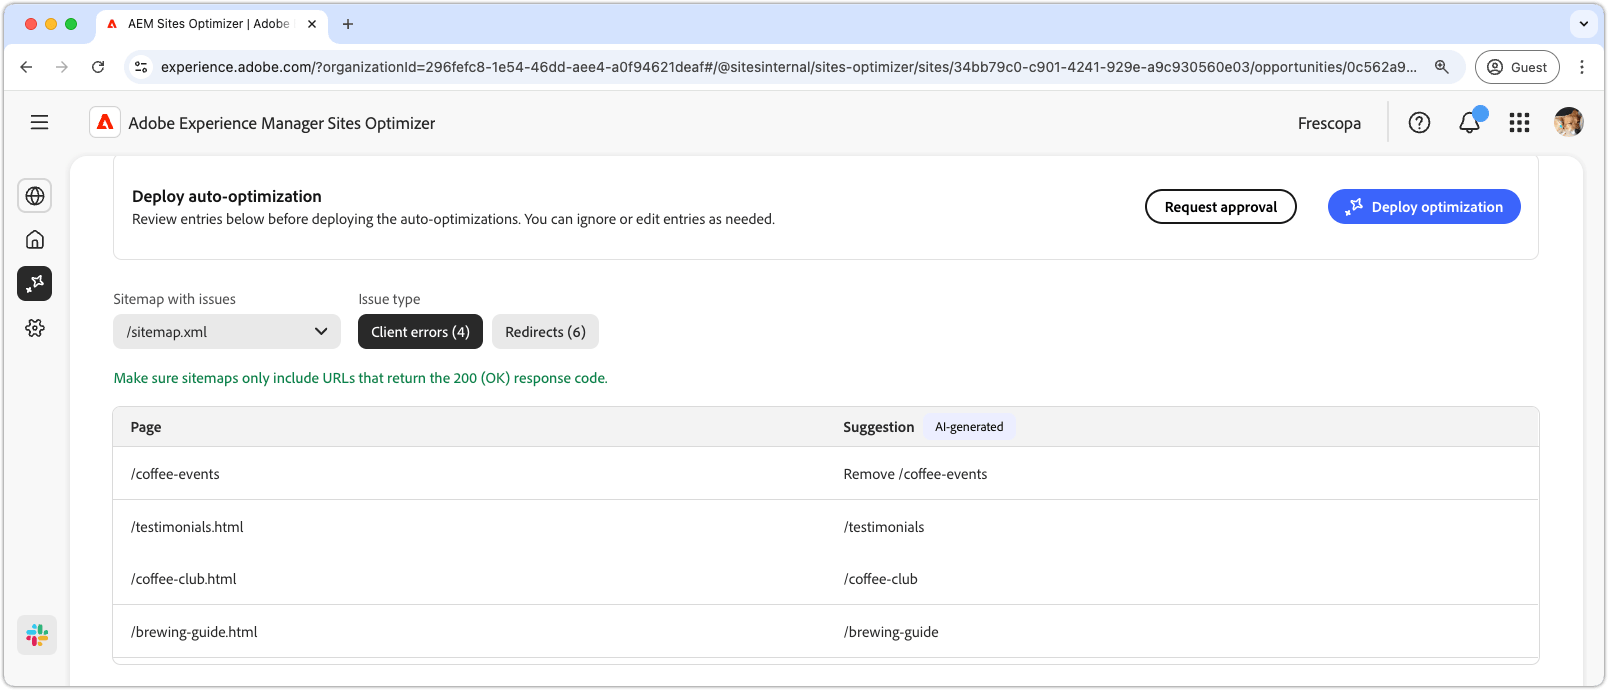 AEM Sites Optimizer | Adobe
experience.adobe.com/?organizationId=296fefc8-1e54-46dd-aee4-a0f94621deaf#/@sitesinternal/sites-optimizer/sites/34bb79c0-c901-4241-929e-a9c930560e03/opportunities/0c562a9...
Guest
Adobe Experience Manager Sites Optimizer
Frescopa
Deploy auto-optimization
Review entries below before deploying the auto-optimizations. You can ignore or edit entries as needed.
Request approval
Deploy optimization
Sitemap with issues
Issue type
/sitemap.xml
Client errors (4)
Redirects (6)
Make sure sitemaps only include URLs that return the 200 (OK) response code.
Page
Suggestion
AI-generated
/coffee-events
Remove /coffee-events
/testimonials.html
/testimonials
/coffee-club.html
/coffee-club
/brewing-guide.html
/brewing-guide